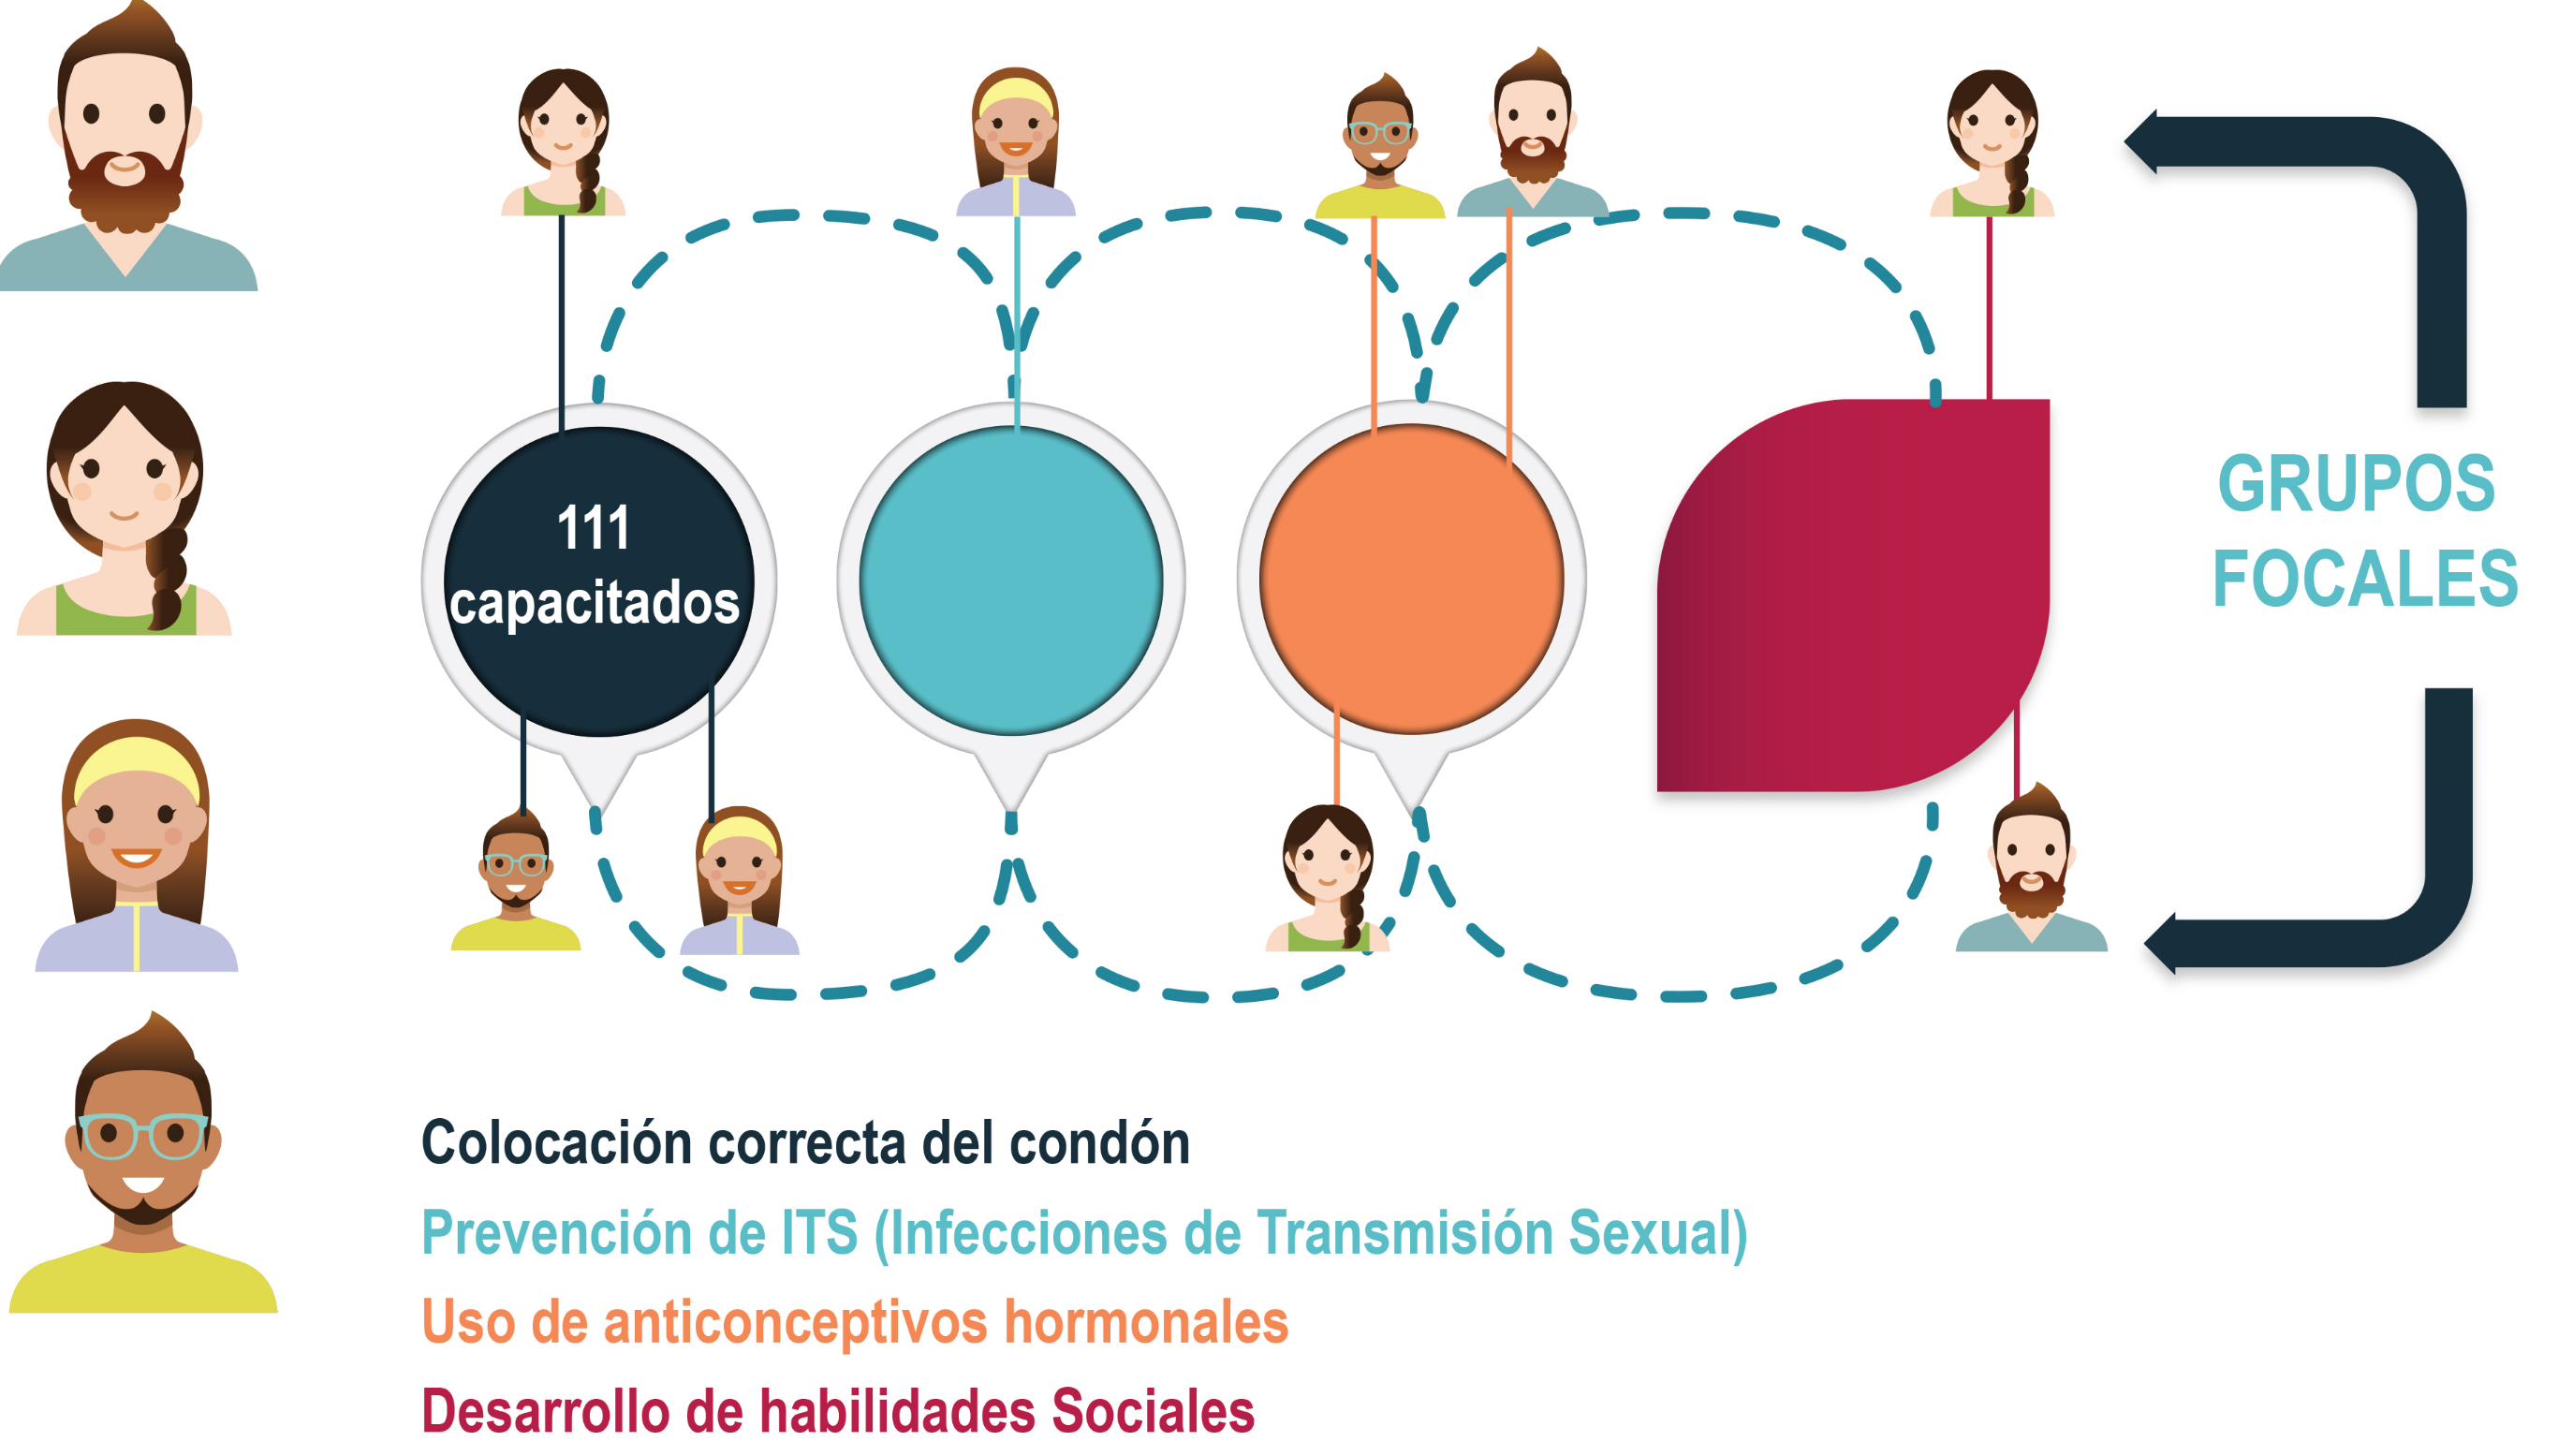 111
capacitados
GRUPOS
FOCALES
Colocación correcta del condón
Prevención de ITS (Infecciones de Transmisión Sexual)
Uso de anticonceptivos hormonales
Desarrollo de habilidades Sociales